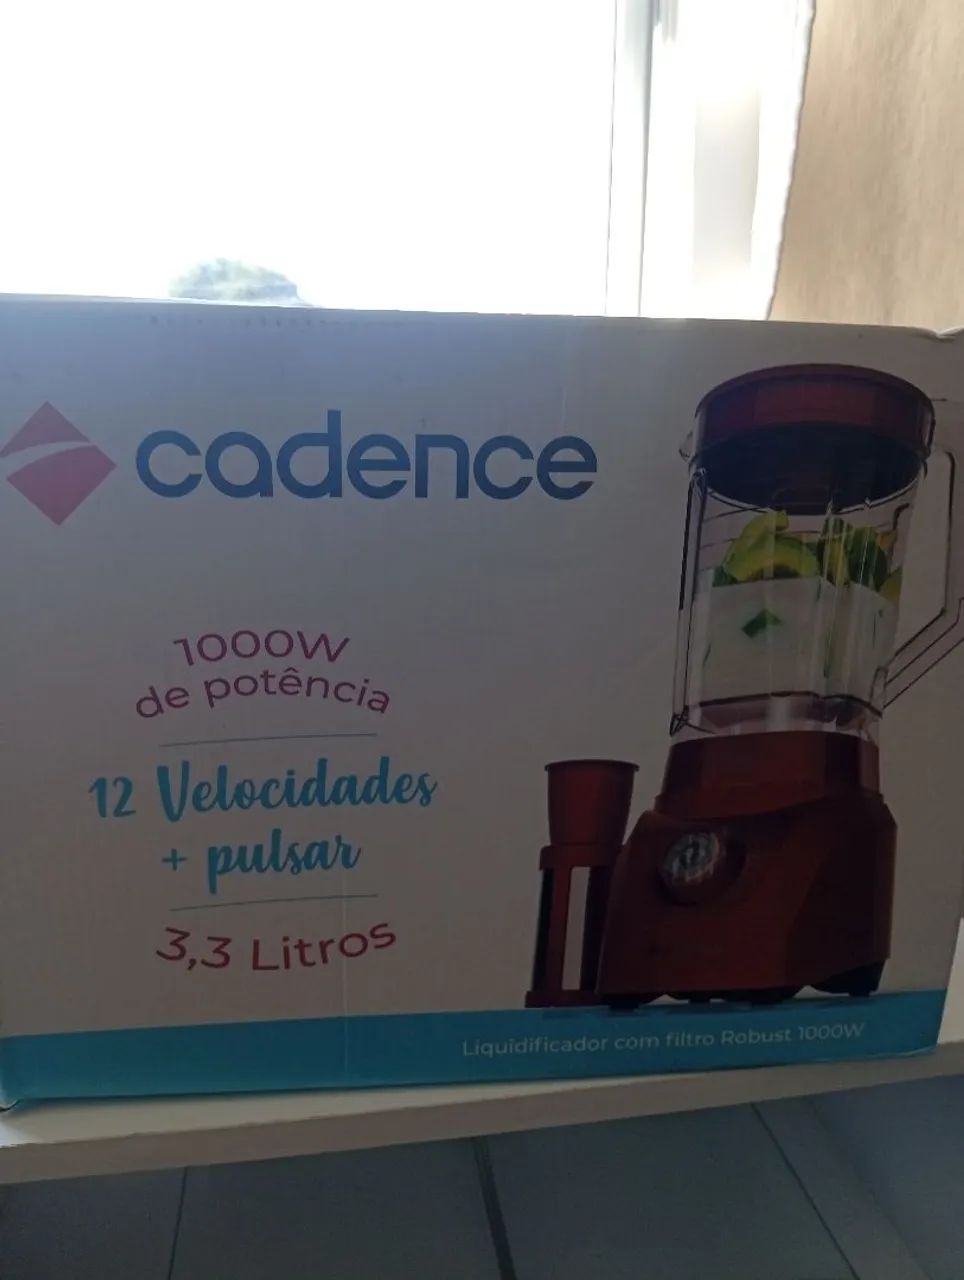 cadence
1000W
de potência
12 Velocidades
+ pulsar
3,3 Litros
Liquidificador com filtro Robust 1000W